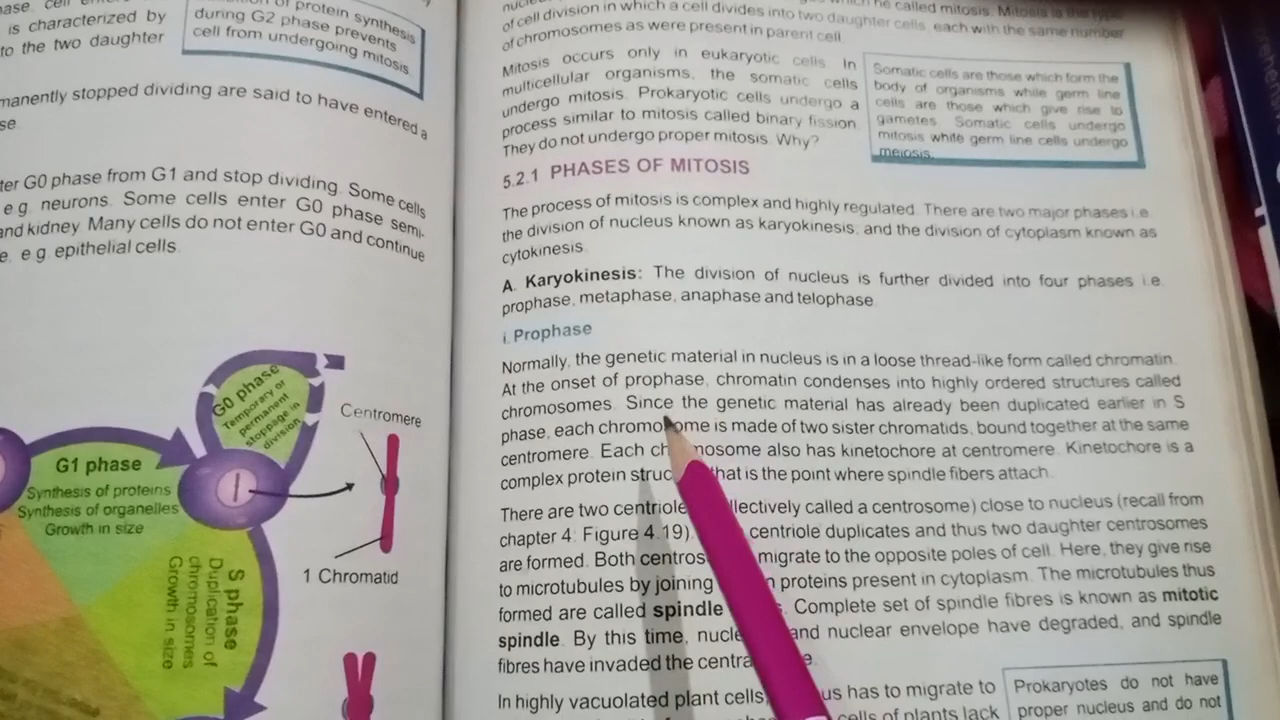 is characterized by
to the two daughter
of protein synthesis
during G2 phase prevents
cell from undergoing mitosis.
manently stopped dividing are said to have entered a
se.
ter G0 phase from G1 and stop dividing. Some cells
e.g. neurons. Some cells enter G0 phase semi-
and kidney. Many cells do not enter G0 and continue
e, e.g. epithelial cells.
G0 phase
Temporary or
permanent
stoppage in
division
Centromere
G1 phase
Synthesis of proteins
Synthesis of organelles
Growth in size
1 Chromatid
S phase
Duplication of
chromosomes
Growth in size
he called mitosis. Mitosis is the type
of cell division in which a cell divides into two daughter cells, each with the same number
of chromosomes as were present in parent cell.
Mitosis occurs only in eukaryotic cells. In
multicellular organisms, the somatic cells
undergo mitosis. Prokaryotic cells undergo a
process similar to mitosis called binary fission.
They do not undergo proper mitosis. Why?
Somatic cells are those which form the
body of organisms while germ line
cells are those which give rise to
gametes. Somatic cells undergo
mitosis while germ line cells undergo
meiosis.
5.2.1 PHASES OF MITOSIS
The process of mitosis is complex and highly regulated. There are two major phases i.e.
the division of nucleus known as karyokinesis; and the division of cytoplasm known as
cytokinesis.
A. Karyokinesis: The division of nucleus is further divided into four phases i.e.
prophase, metaphase, anaphase and telophase.
i. Prophase
Normally, the genetic material in nucleus is in a loose thread-like form called chromatin.
At the onset of prophase, chromatin condenses into highly ordered structures called
chromosomes. Since the genetic material has already been duplicated earlier in S
phase, each chromosome is made of two sister chromatids, bound together at the same
centromere. Each chromosome also has kinetochore at centromere. Kinetochore is a
complex protein struc that is the point where spindle fibers attach.
There are two centriole llectively called a centrosome) close to nucleus (recall from
chapter 4: Figure 4.19). centriole duplicates and thus two daughter centrosomes
are formed. Both centros migrate to the opposite poles of cell. Here, they give rise
to microtubules by joining proteins present in cytoplasm. The microtubules thus
formed are called spindle . Complete set of spindle fibres is known as mitotic
spindle. By this time, nucle and nuclear envelope have degraded, and spindle
fibres have invaded the centra e.
In highly vacuolated plant cells, us has to migrate to
cells of plants lack
Prokaryotes do not have
proper nucleus and do not